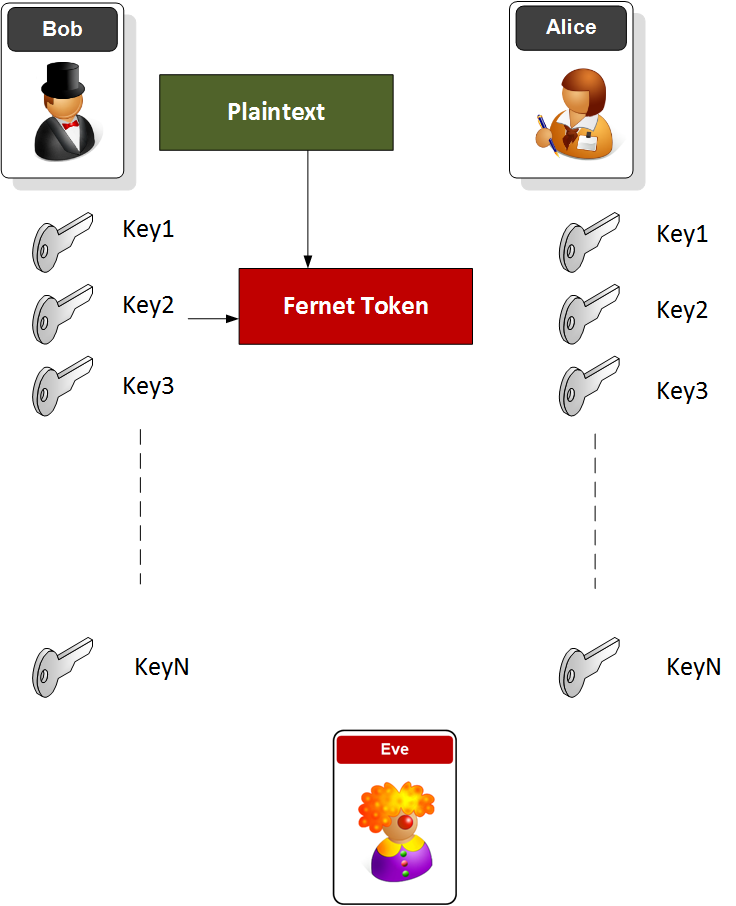 Bob
Alice
Plaintext
Key1
Key1
Key2
Fernet Token
Key2
Key3
Key3
KeyN
KeyN
Eve